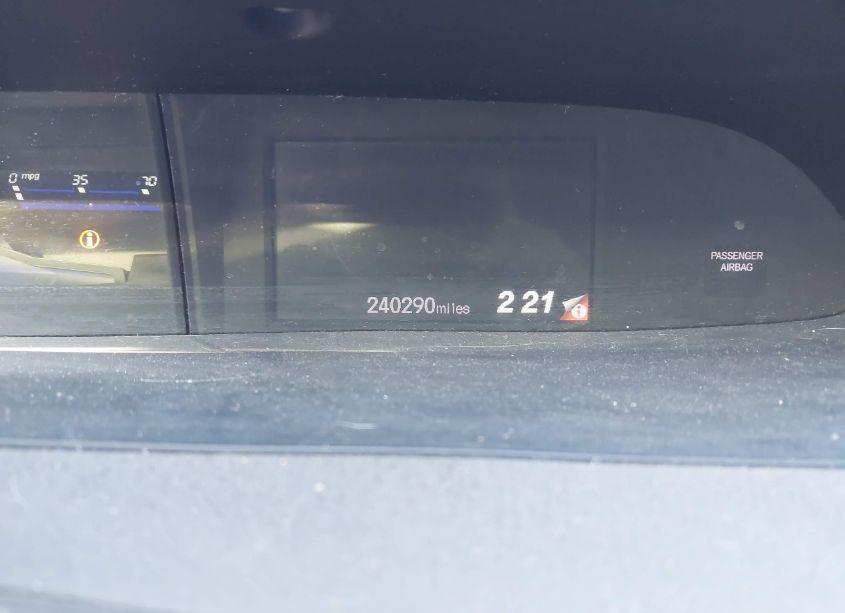 0 mpg 35 70
i
PASSENGER
AIRBAG
240290miles 2 21 i